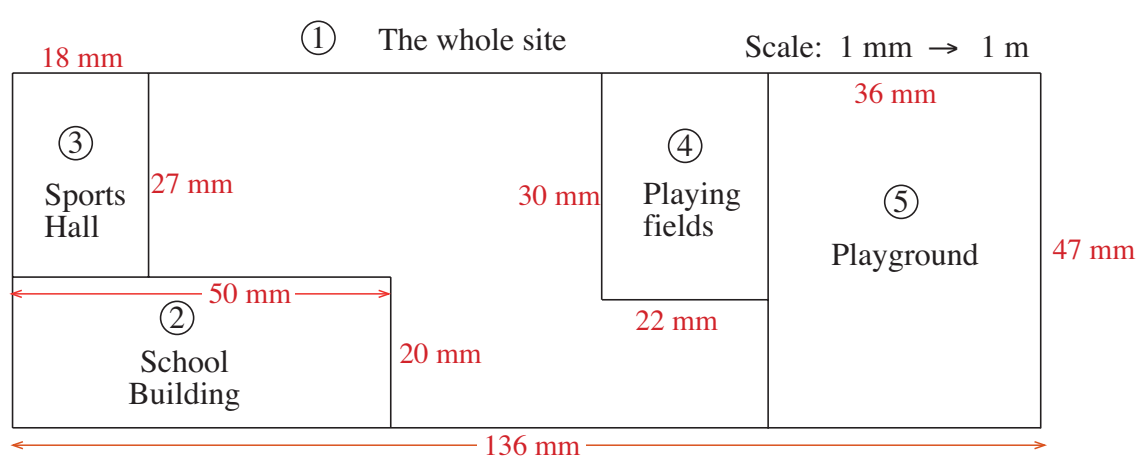 ① The whole site
Scale: 1 mm → 1 m
18 mm
36 mm
③
Sports
Hall
27 mm
30 mm
④
Playing
fields
⑤
Playground
47 mm
50 mm
②
School
Building
20 mm
22 mm
136 mm